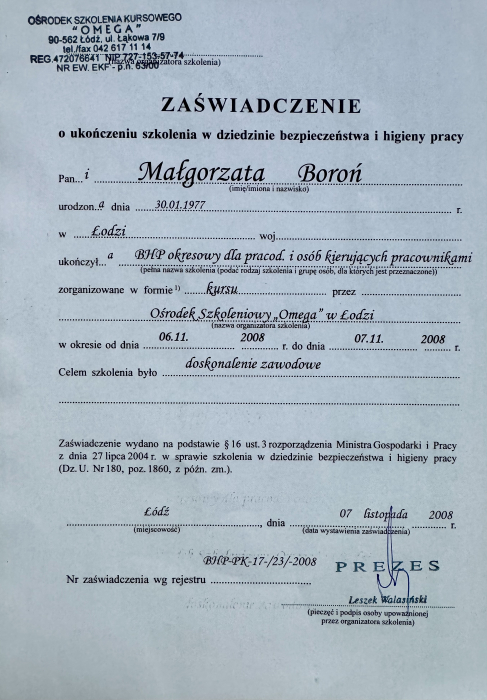 OŚRODEK SZKOLENIA KURSOWEGO
"OMEGA"
90-562 Łódź, ul. Łąkowa 7/9
tel./fax 042 617 11 14
REG.472076641 NIP 727-153-57-74
(nazwa organizatora szkolenia)
NR EW. EKF - p.n. 63/00
ZAŚWIADCZENIE
o ukończeniu szkolenia w dziedzinie bezpieczeństwa i higieny pracy
Pan...i Małgorzata Boroń
(imię/imiona i nazwisko)
urodzon.a dnia 30.01.1977 r.
w Łodzi woj.
ukończył...a BHP okresowy dla pracod. i osób kierujących pracownikami
(pełna nazwa szkolenia (podać rodzaj szkolenia i grupę osób, dla których jest przeznaczone))
zorganizowane w formie 1) kursu przez
Ośrodek Szkoleniowy „Omega" w Łodzi
(nazwa organizatora szkolenia)
w okresie od dnia 06.11. 2008 r. do dnia 07.11. 2008 r.
Celem szkolenia było doskonalenie zawodowe
Zaświadczenie wydano na podstawie § 16 ust. 3 rozporządzenia Ministra Gospodarki i Pracy
z dnia 27 lipca 2004 r. w sprawie szkolenia w dziedzinie bezpieczeństwa i higieny pracy
(Dz. U. Nr 180, poz. 1860, z późn. zm.).
Łódź, dnia 07 listopada 2008 r.
(miejscowość) (data wystawienia zaświadczenia)
BHP-PK-17-/23/-2008
PREZES
Nr zaświadczenia wg rejestru
Leszek Walasiński
(pieczęć i podpis osoby upoważnionej
przez organizatora szkolenia)